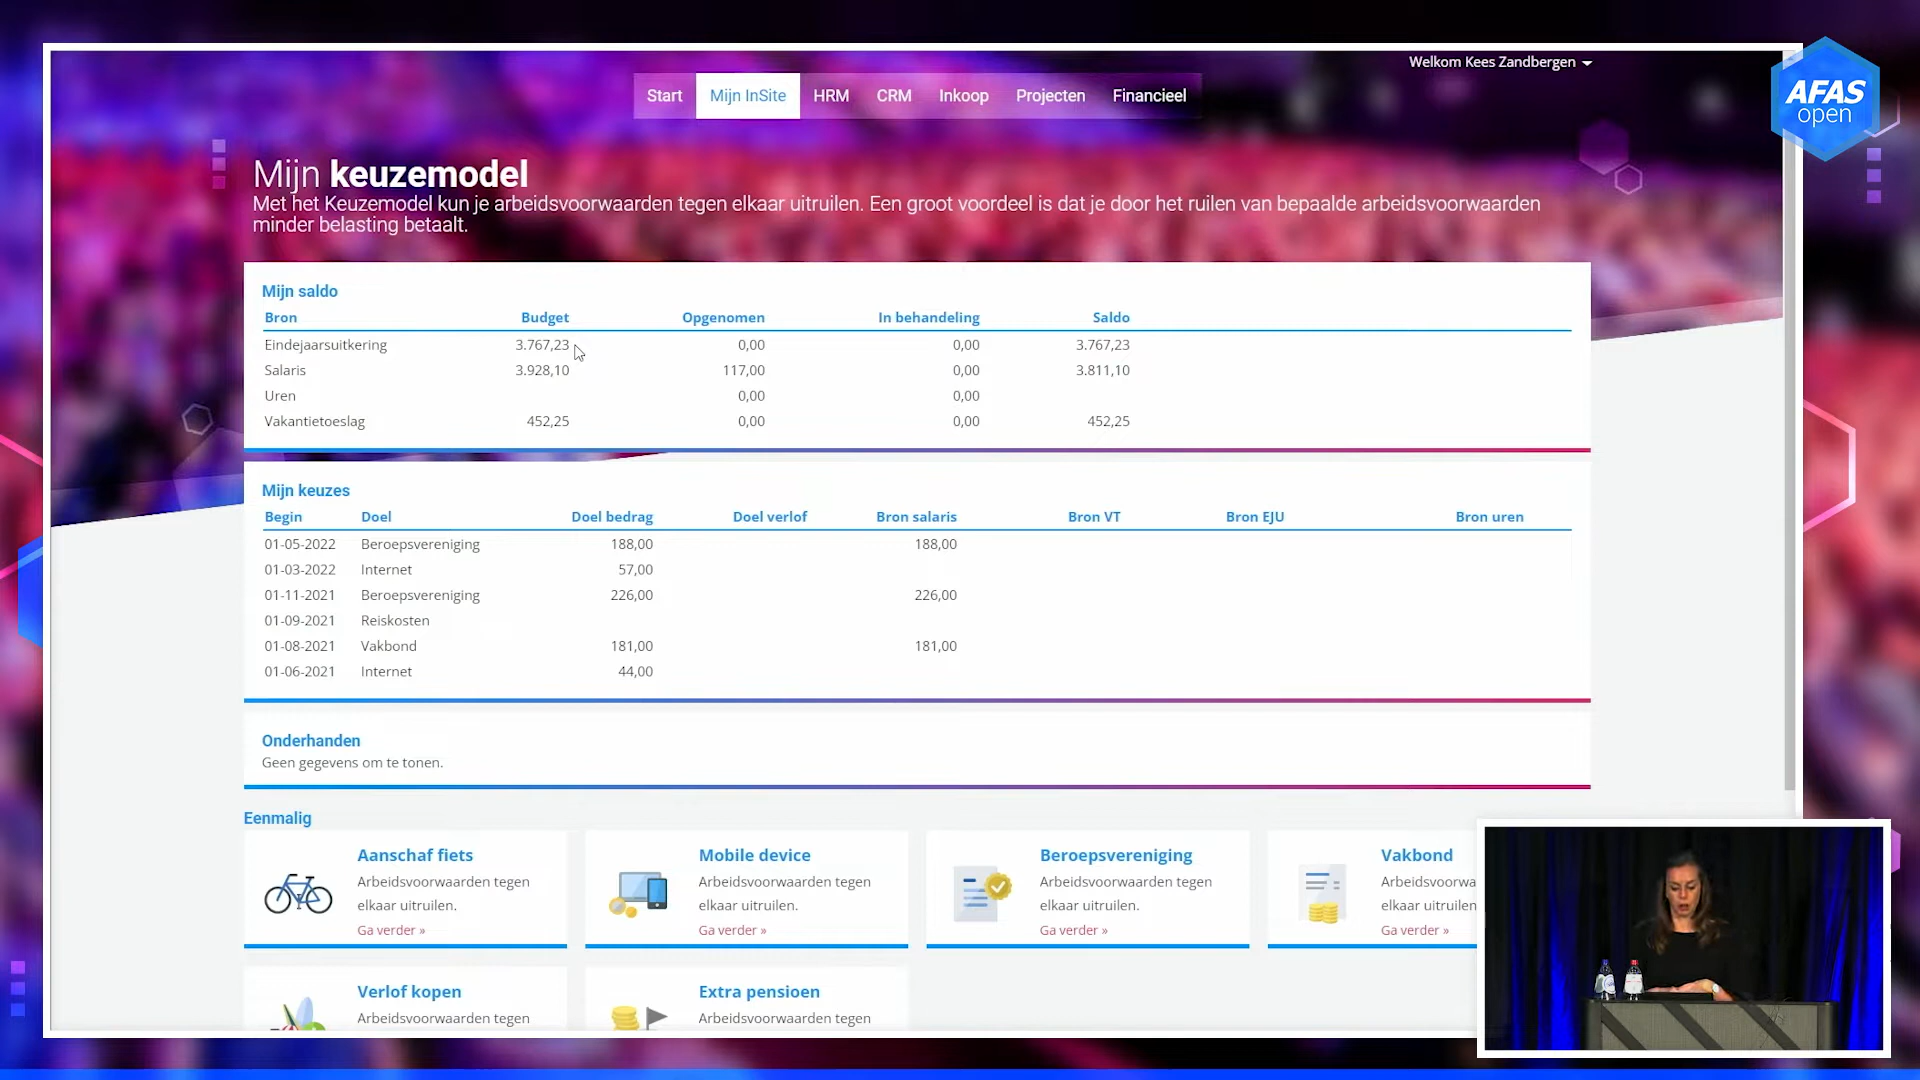 Welkom Kees Zandbergen
AFAS
open
Start Mijn InSite HRM CRM Inkoop Projecten Financieel
Mijn keuzemodel
Met het Keuzemodel kun je arbeidsvoorwaarden tegen elkaar uitruilen. Een groot voordeel is dat je door het ruilen van bepaalde arbeidsvoorwaarden
minder belasting betaalt.
Mijn saldo
Bron Budget Opgenomen In behandeling Saldo
Eindejaarsuitkering 3.767,23 0,00 0,00 3.767,23
Salaris 3.928,10 117,00 0,00 3.811,10
Uren 0,00 0,00
Vakantietoeslag 452,25 0,00 0,00 452,25
Mijn keuzes
Begin Doel Doel bedrag Doel verlof Bron salaris Bron VT Bron EJU Bron uren
01-05-2022 Beroepsvereniging 188,00 188,00
01-03-2022 Internet 57,00
01-11-2021 Beroepsvereniging 226,00 226,00
01-09-2021 Reiskosten
01-08-2021 Vakbond 181,00 181,00
01-06-2021 Internet 44,00
Onderhanden
Geen gegevens om te tonen.
Eenmalig
Aanschaf fiets
Arbeidsvoorwaarden tegen
elkaar uitruilen.
Ga verder »
Mobile device
Arbeidsvoorwaarden tegen
elkaar uitruilen.
Ga verder »
Beroepsvereniging
Arbeidsvoorwaarden tegen
elkaar uitruilen.
Ga verder »
Vakbond
Arbeidsvoorwa
elkaar uitruilen
Ga verder »
Verlof kopen
Arbeidsvoorwaarden tegen
Extra pensioen
Arbeidsvoorwaarden tegen